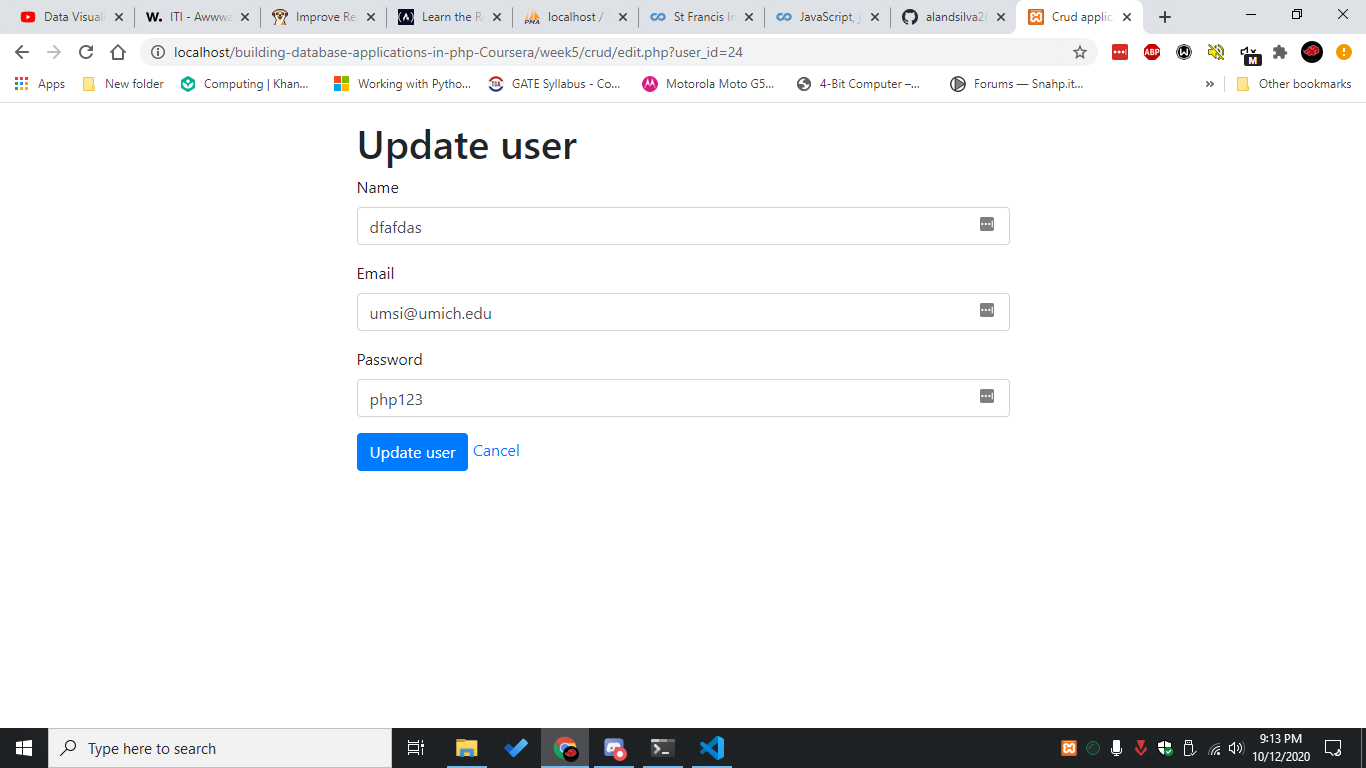 Data Visuali
ITI - Awwwa
Improve Re
Learn the R
localhost /
St Francis In
JavaScript, j
alandsilva20
Crud applic
localhost/building-database-applications-in-php-Coursera/week5/crud/edit.php?user_id=24
ABP
M
Apps
New folder
Computing | Khan...
Working with Pytho...
GATE Syllabus - Co...
Motorola Moto G5...
4-Bit Computer –...
Forums — Snahp.it...
»
Other bookmarks
Update user
Name
dfafdas
Email
umsi@umich.edu
Password
php123
Update user Cancel
Type here to search
9:13 PM
10/12/2020